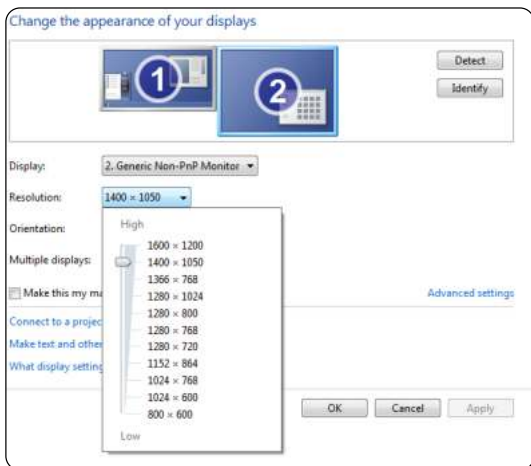 Change the appearance of your displays
1
2
Detect
Identify
Display:
2. Generic Non-PnP Monitor
Resolution:
1400 × 1050
Orientation:
High
1600 × 1200
Multiple displays:
1400 × 1050
1366 × 768
Make this my ma
1280 × 1024
Advanced settings
1280 × 800
Connect to a projec
1280 × 768
Make text and other
1280 × 720
What display setting
1152 × 864
1024 × 768
1024 × 600
800 × 600
OK
Cancel
Apply
Low